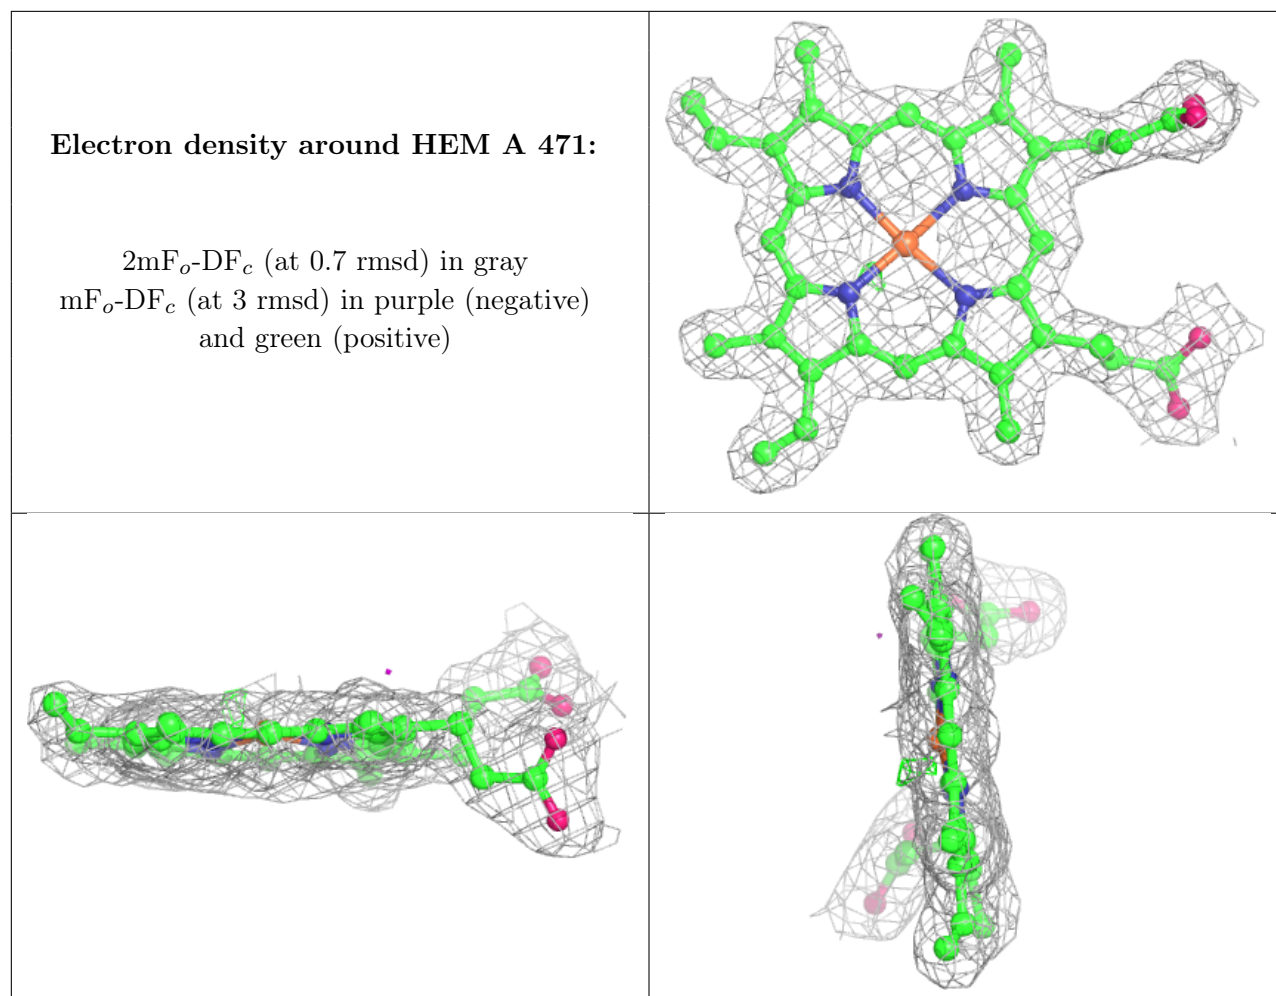 Electron density around HEM A 471:
2mFo-DFc (at 0.7 rmsd) in gray
mFo-DFc (at 3 rmsd) in purple (negative)
and green (positive)